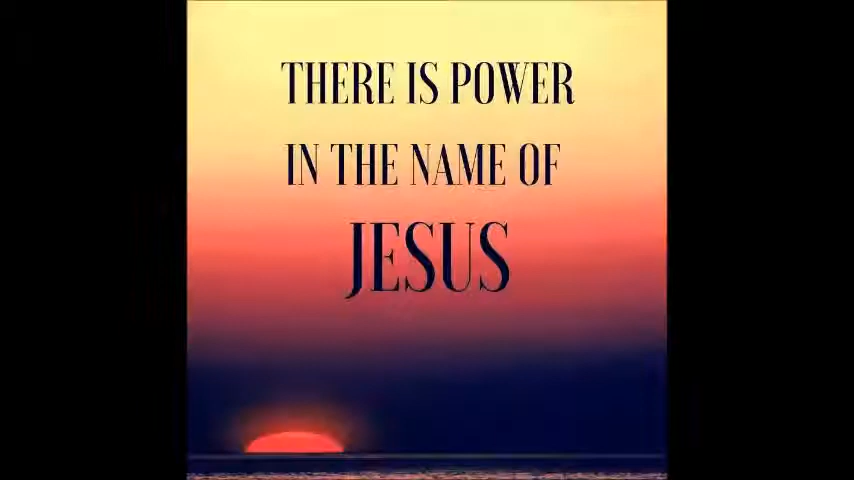 THERE IS POWER
IN THE NAME OF
JESUS